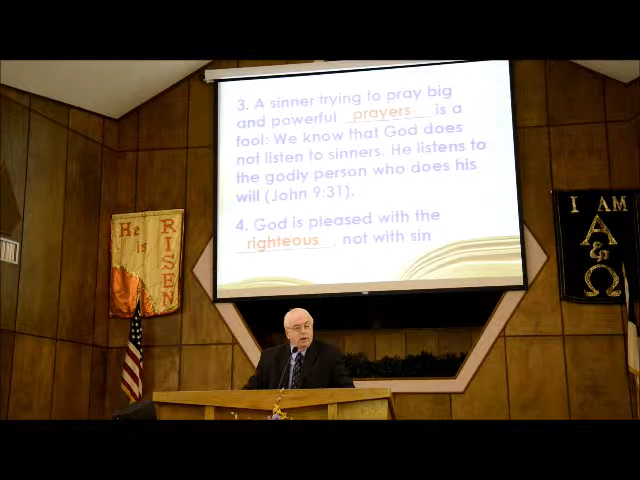 3. A sinner trying to pray big
and powerful prayers is a
fool: We know that God does
not listen to sinners. He listens to
the godly person who does his
will (John 9:31).
4. God is pleased with the
righteous, not with sin
He
is
RISEN
I AM
Α
&
Ω